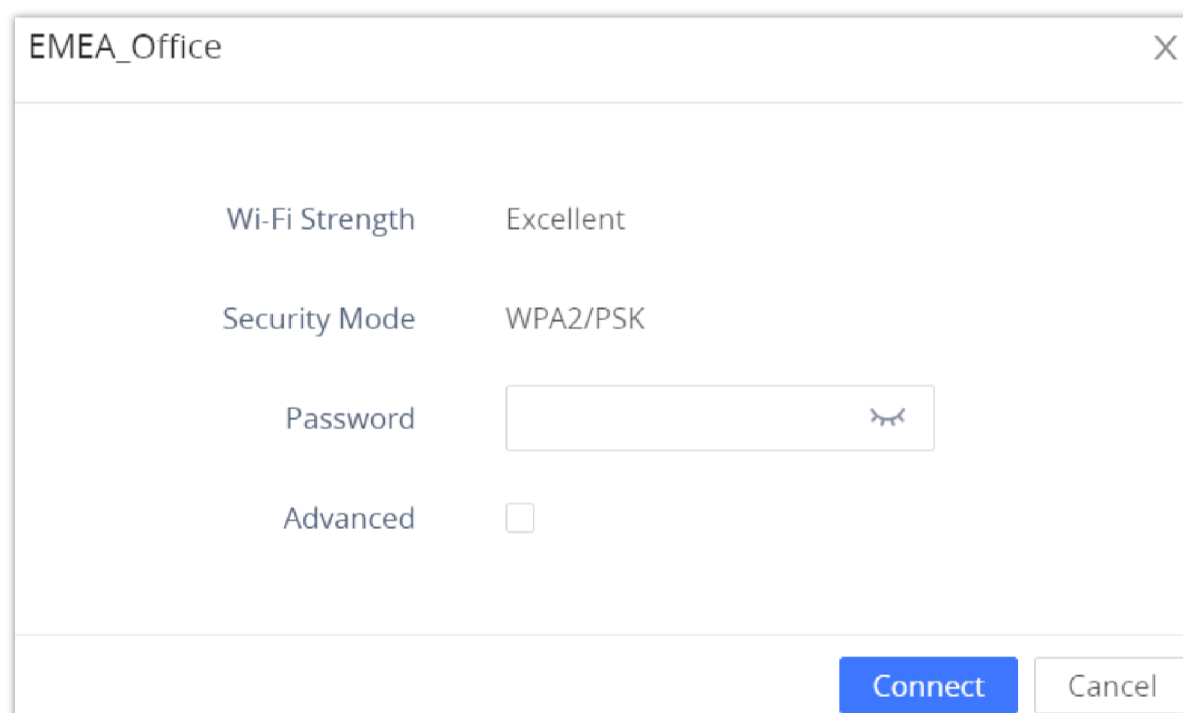 EMEA_Office
Wi-Fi Strength Excellent
Security Mode WPA2/PSK
Password
Advanced
Connect Cancel